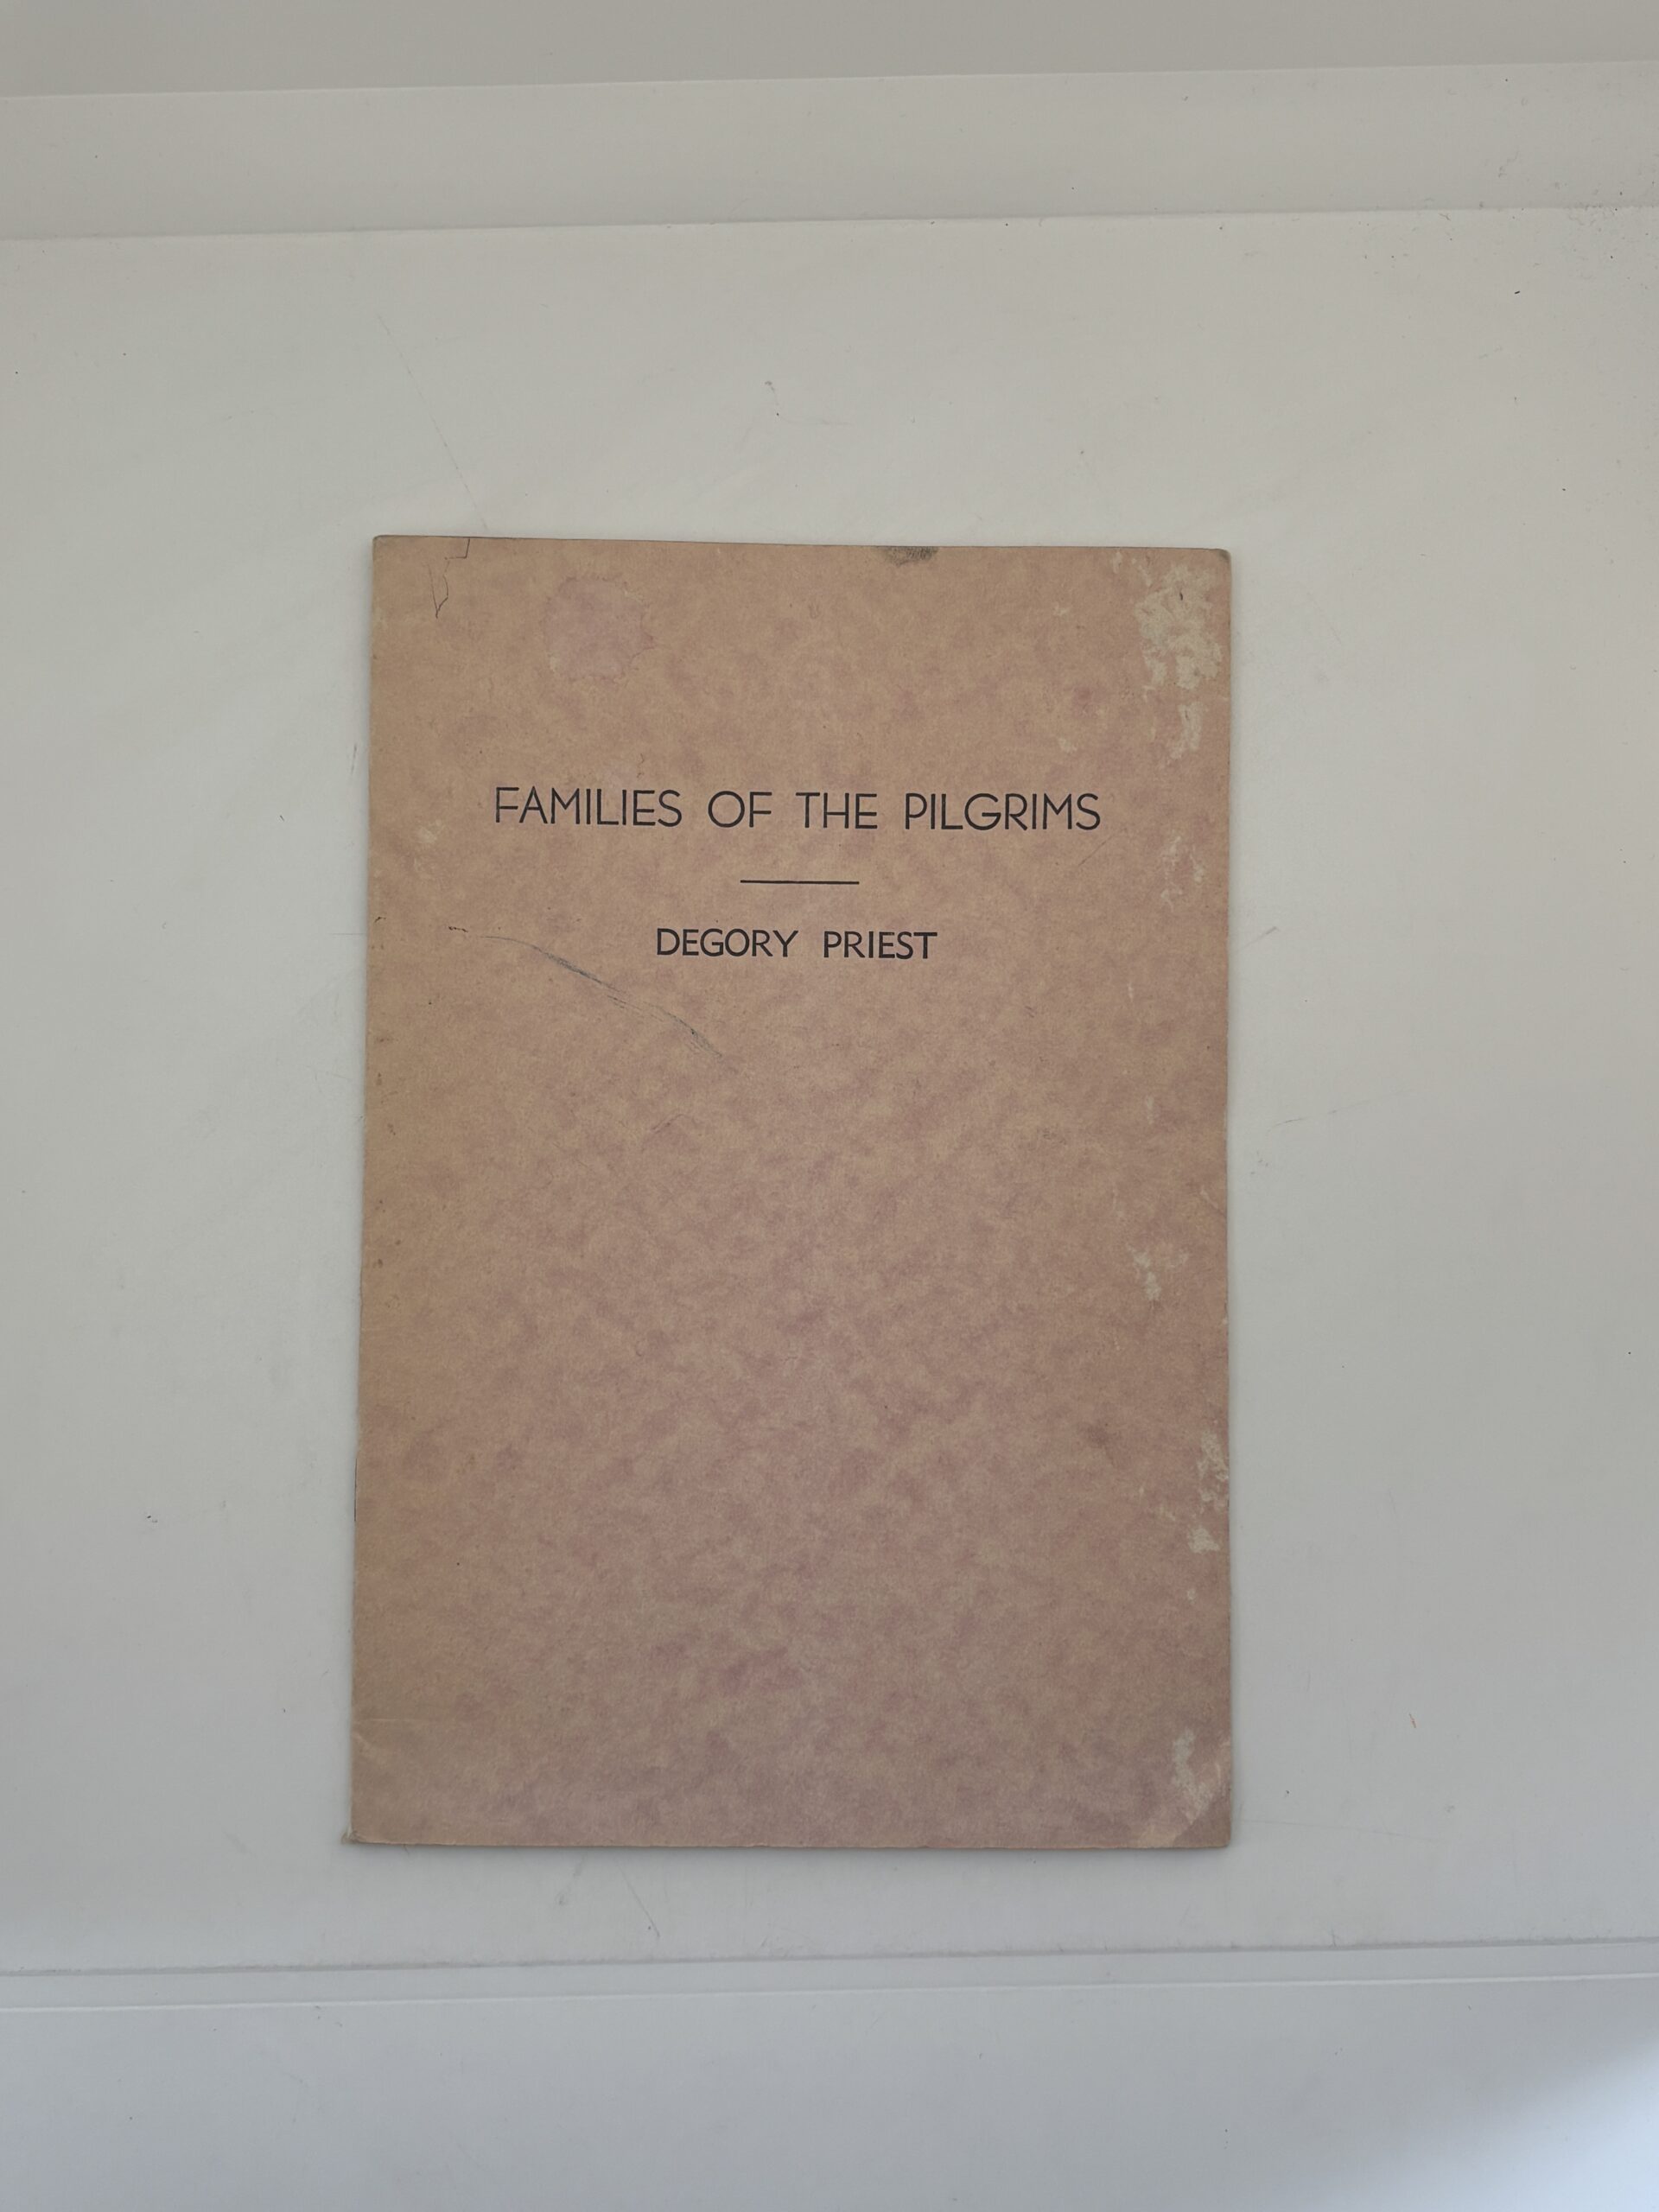 FAMILIES OF THE PILGRIMS
DEGORY PRIEST